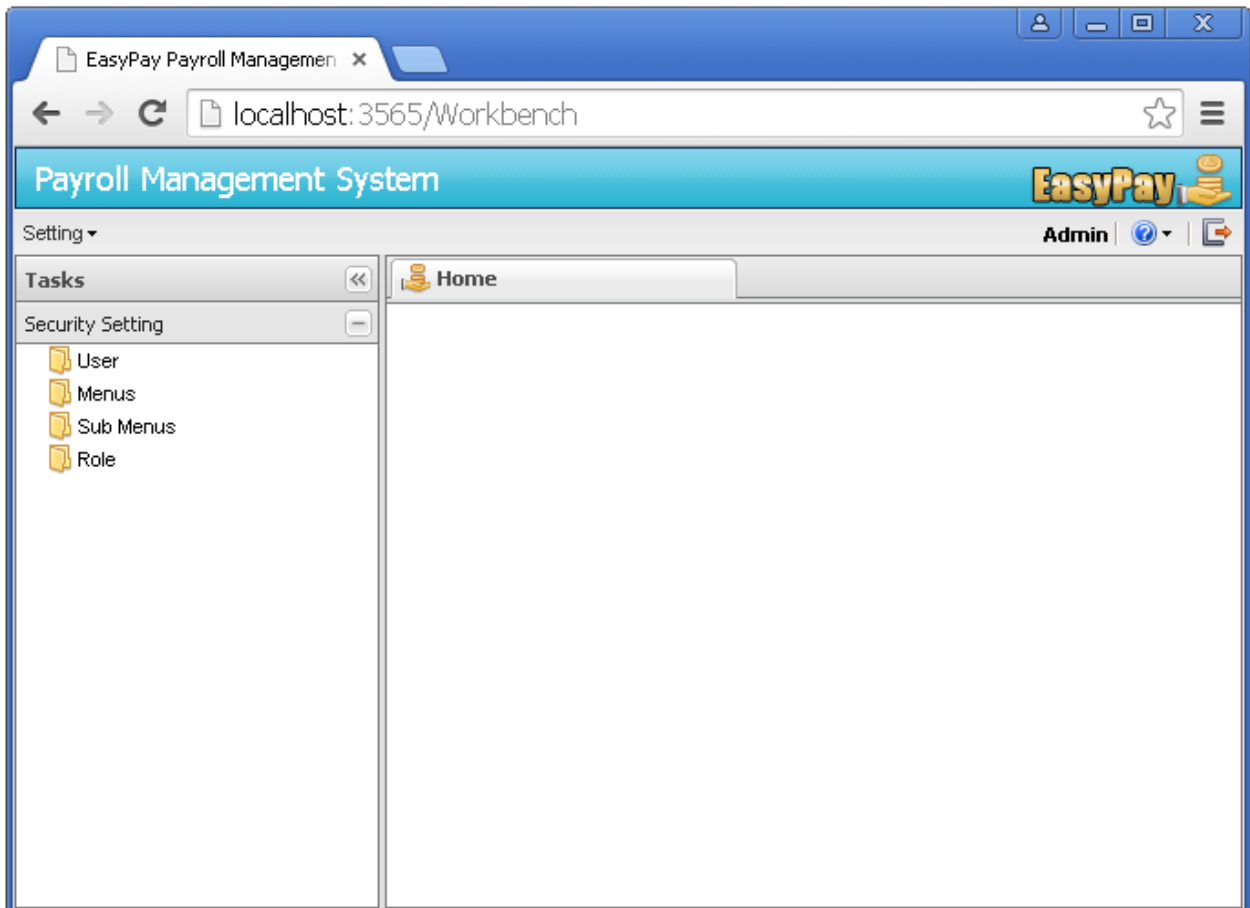 EasyPay Payroll Managemen
localhost:3565/Workbench
Payroll Management System
EasyPay
Setting
Admin
Tasks
Home
Security Setting
User
Menus
Sub Menus
Role